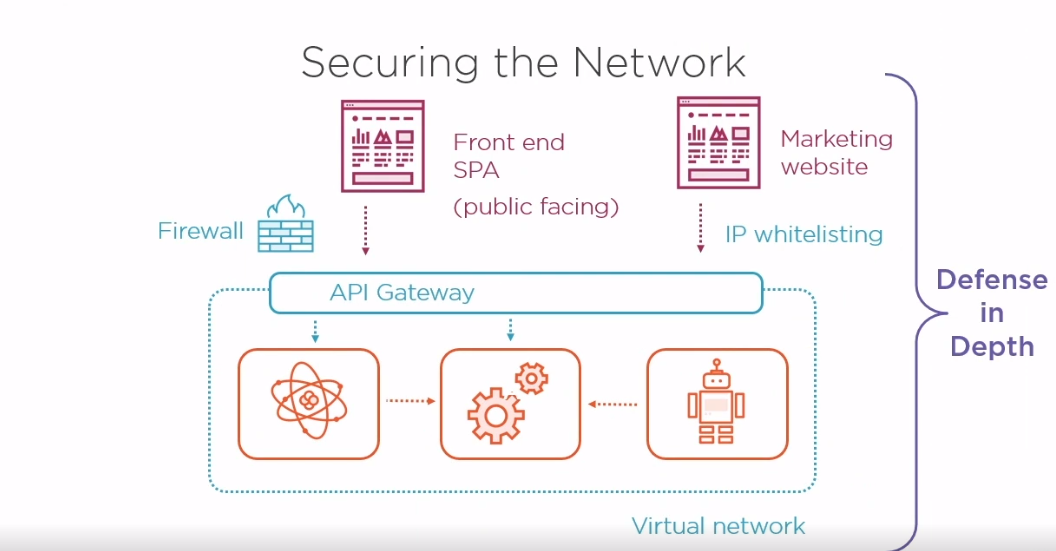 Securing the Network
Front end
SPA
(public facing)
Marketing
website
Firewall
IP whitelisting
API Gateway
Defense
in
Depth
Virtual network